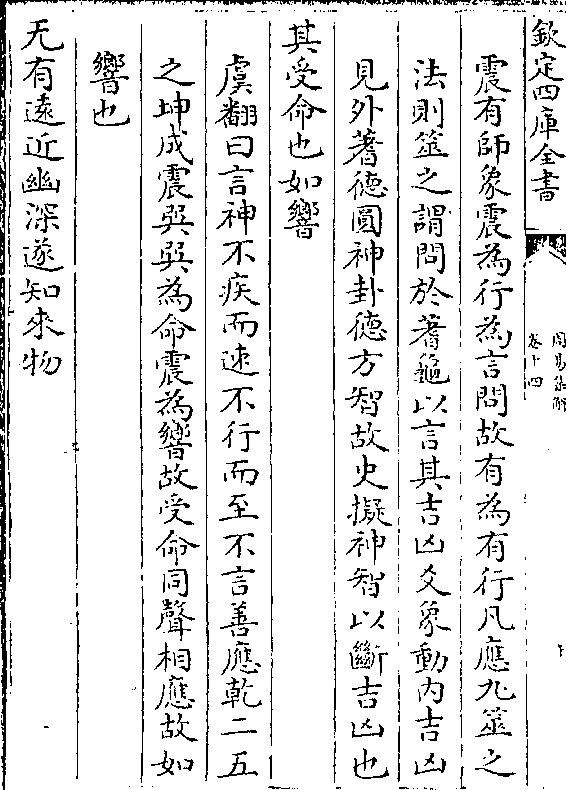 欽定四庫全書
周易集解
卷十四
震有師象震為行為言問故有為有行凡應九筮之
法則筮之謂問於蓍龜以言其吉凶爻象動內吉凶
見外蓍德圓神卦德方智故史擬神智以斷吉凶也
其受命也如響
虞翻曰言神不疾而速不行而至不言善應乾二五
之坤成震巽巽為命震為響故受命同聲相應故如
響也
无有遠近幽深遂知來物